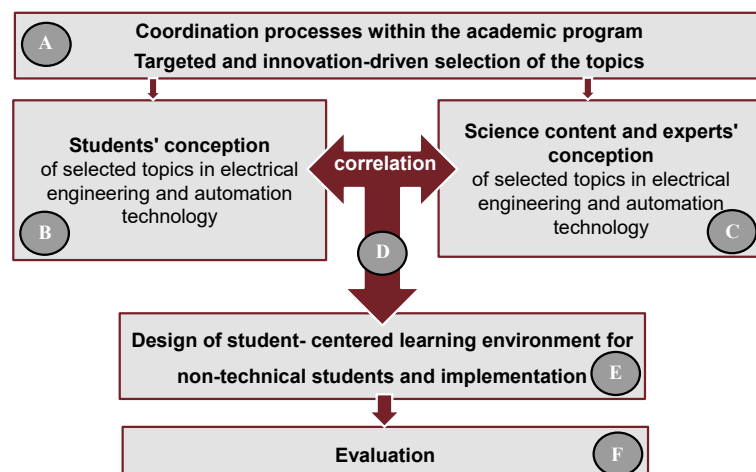 A
Coordination processes within the academic program
Targeted and innovation-driven selection of the topics
Students' conception
of selected topics in electrical
engineering and automation
technology
B
correlation
D
Science content and experts'
conception
of selected topics in electrical
engineering and automation
technology
C
Design of student- centered learning environment for
non-technical students and implementation
E
Evaluation
F